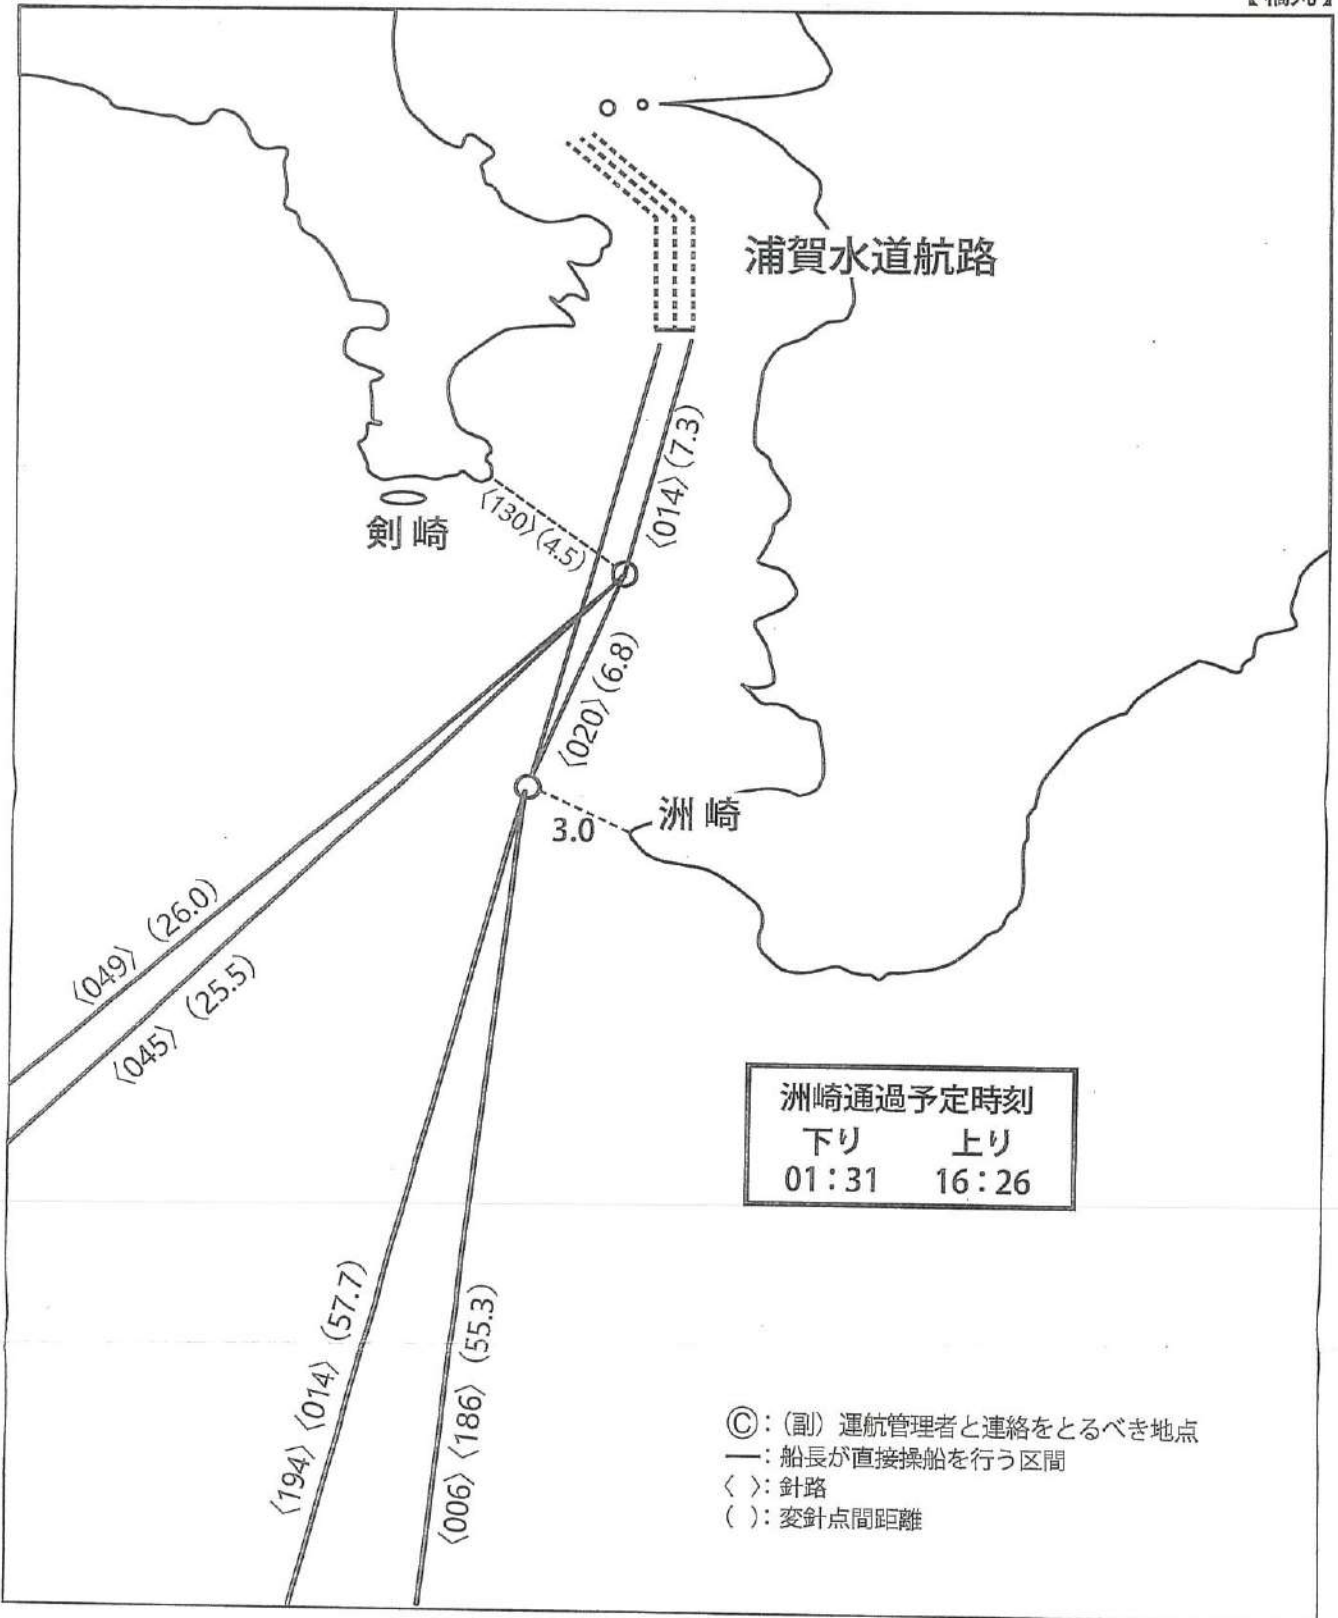 浦賀水道航路
〈014〉(7.3)
〈130〉(4.5)
剣崎
〈020〉(6.8)
洲崎
3.0
〈049〉(26.0)
〈045〉(25.5)
洲崎通過予定時刻
下り 上り
01:31 16:26
〈194〉〈014〉(57.7)
〈006〉〈186〉(55.3)
Ⓒ:(副)運航管理者と連絡をとるべき地点
━:船長が直接操船を行う区間
〈 〉:針路
( ):変針点間距離